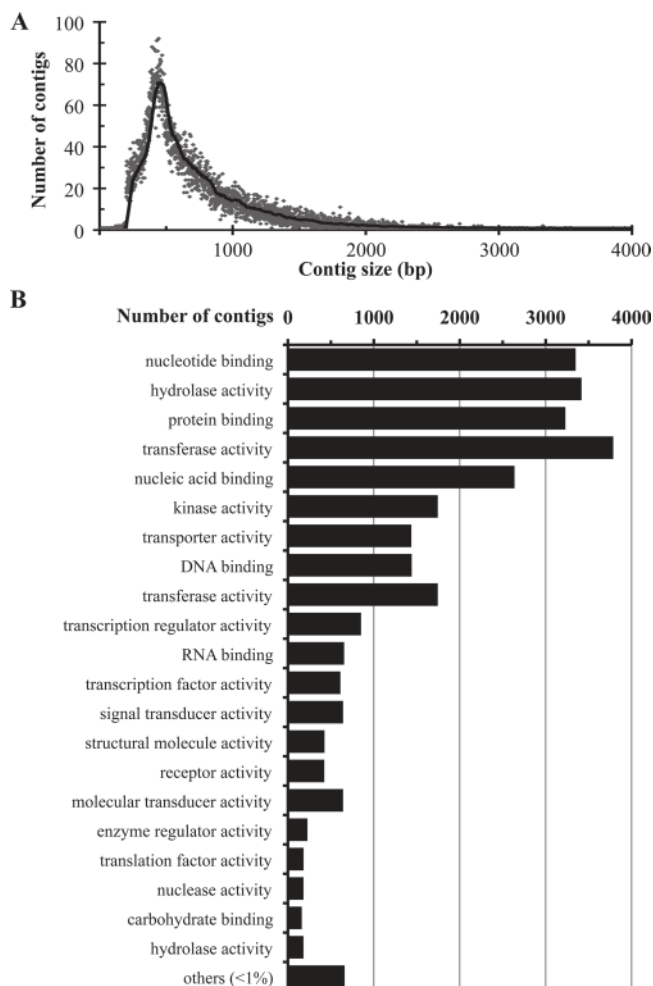 A
100
80
60
40
20
0
Number of contigs
1000 2000 3000 4000
Contig size (bp)
B
Number of contigs 0 1000 2000 3000 4000
nucleotide binding
hydrolase activity
protein binding
transferase activity
nucleic acid binding
kinase activity
transporter activity
DNA binding
transferase activity
transcription regulator activity
RNA binding
transcription factor activity
signal transducer activity
structural molecule activity
receptor activity
molecular transducer activity
enzyme regulator activity
translation factor activity
nuclease activity
carbohydrate binding
hydrolase activity
others (<1%)